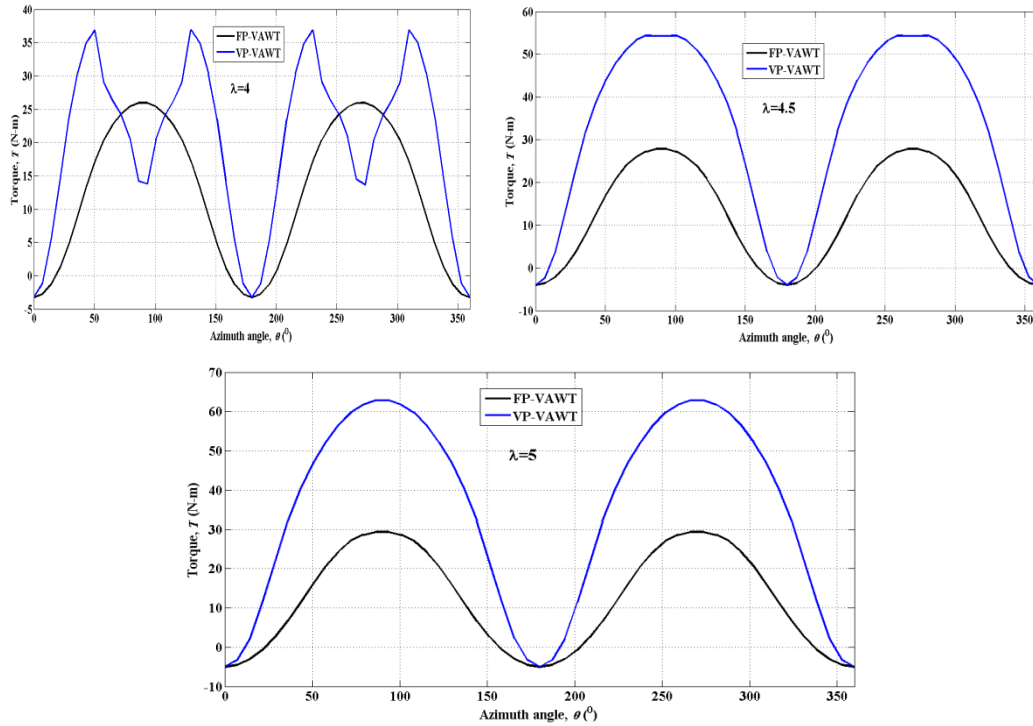 40
35
30
25
20
15
10
5
0
-5
Torque, T (N-m)
FP-VAWT
VP-VAWT
λ=4
0 50 100 150 200 250 300 350
Azimuth angle, θ (⁰)
60
50
40
30
20
10
0
-10
Torque, T (N-m)
FP-VAWT
VP-VAWT
λ=4.5
0 50 100 150 200 250 300 350
Azimuth angle, θ (⁰)
70
60
50
40
30
20
10
0
-10
Torque, T (N-m)
FP-VAWT
VP-VAWT
λ=5
0 50 100 150 200 250 300 350
Azimuth angle, θ (⁰)